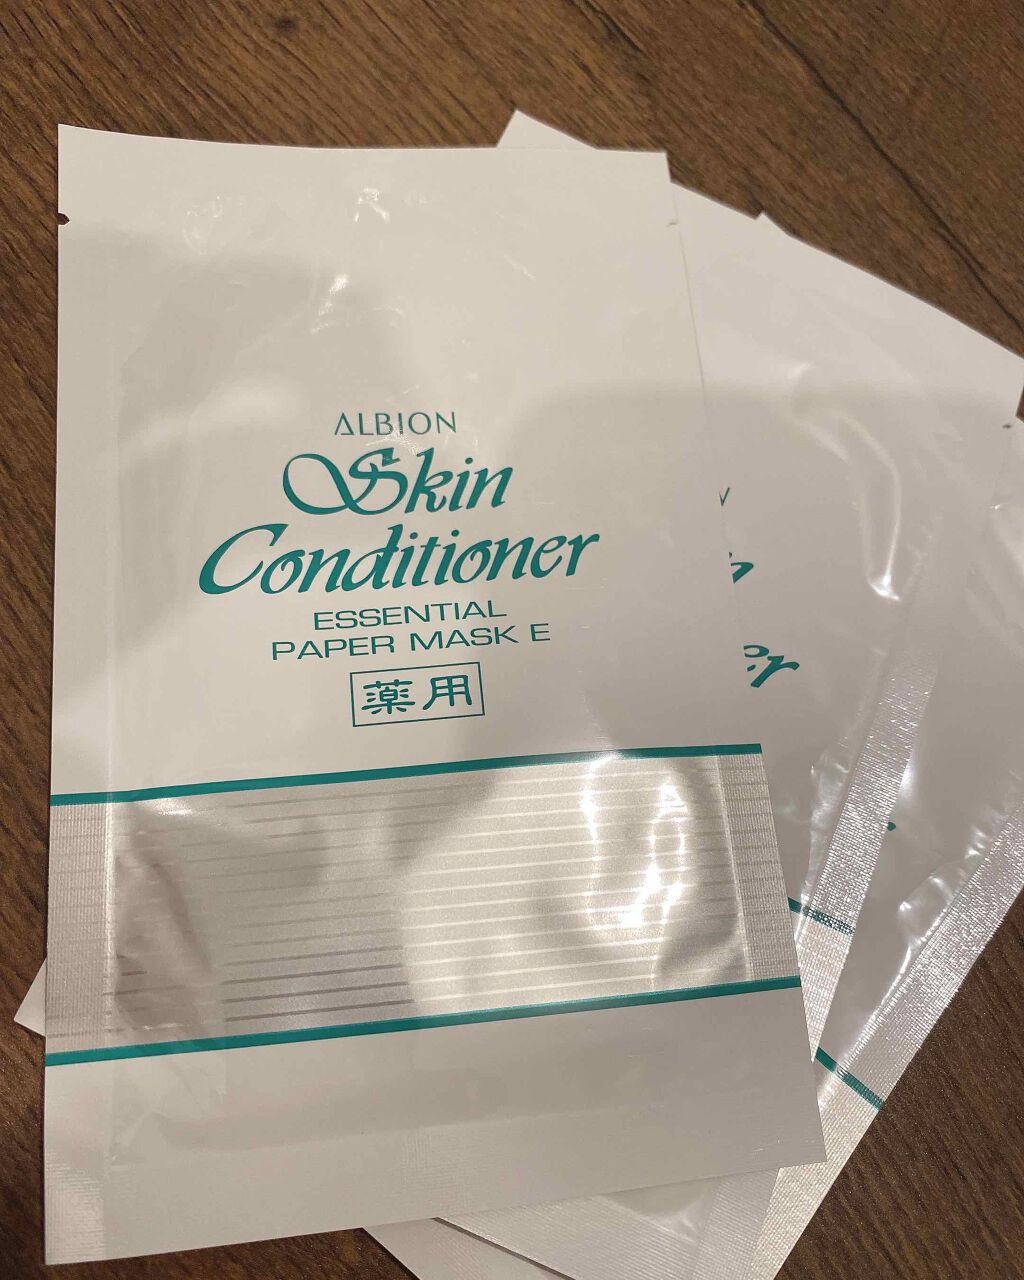 ALBION
Skin
Conditioner
ESSENTIAL
PAPER MASK E
薬用